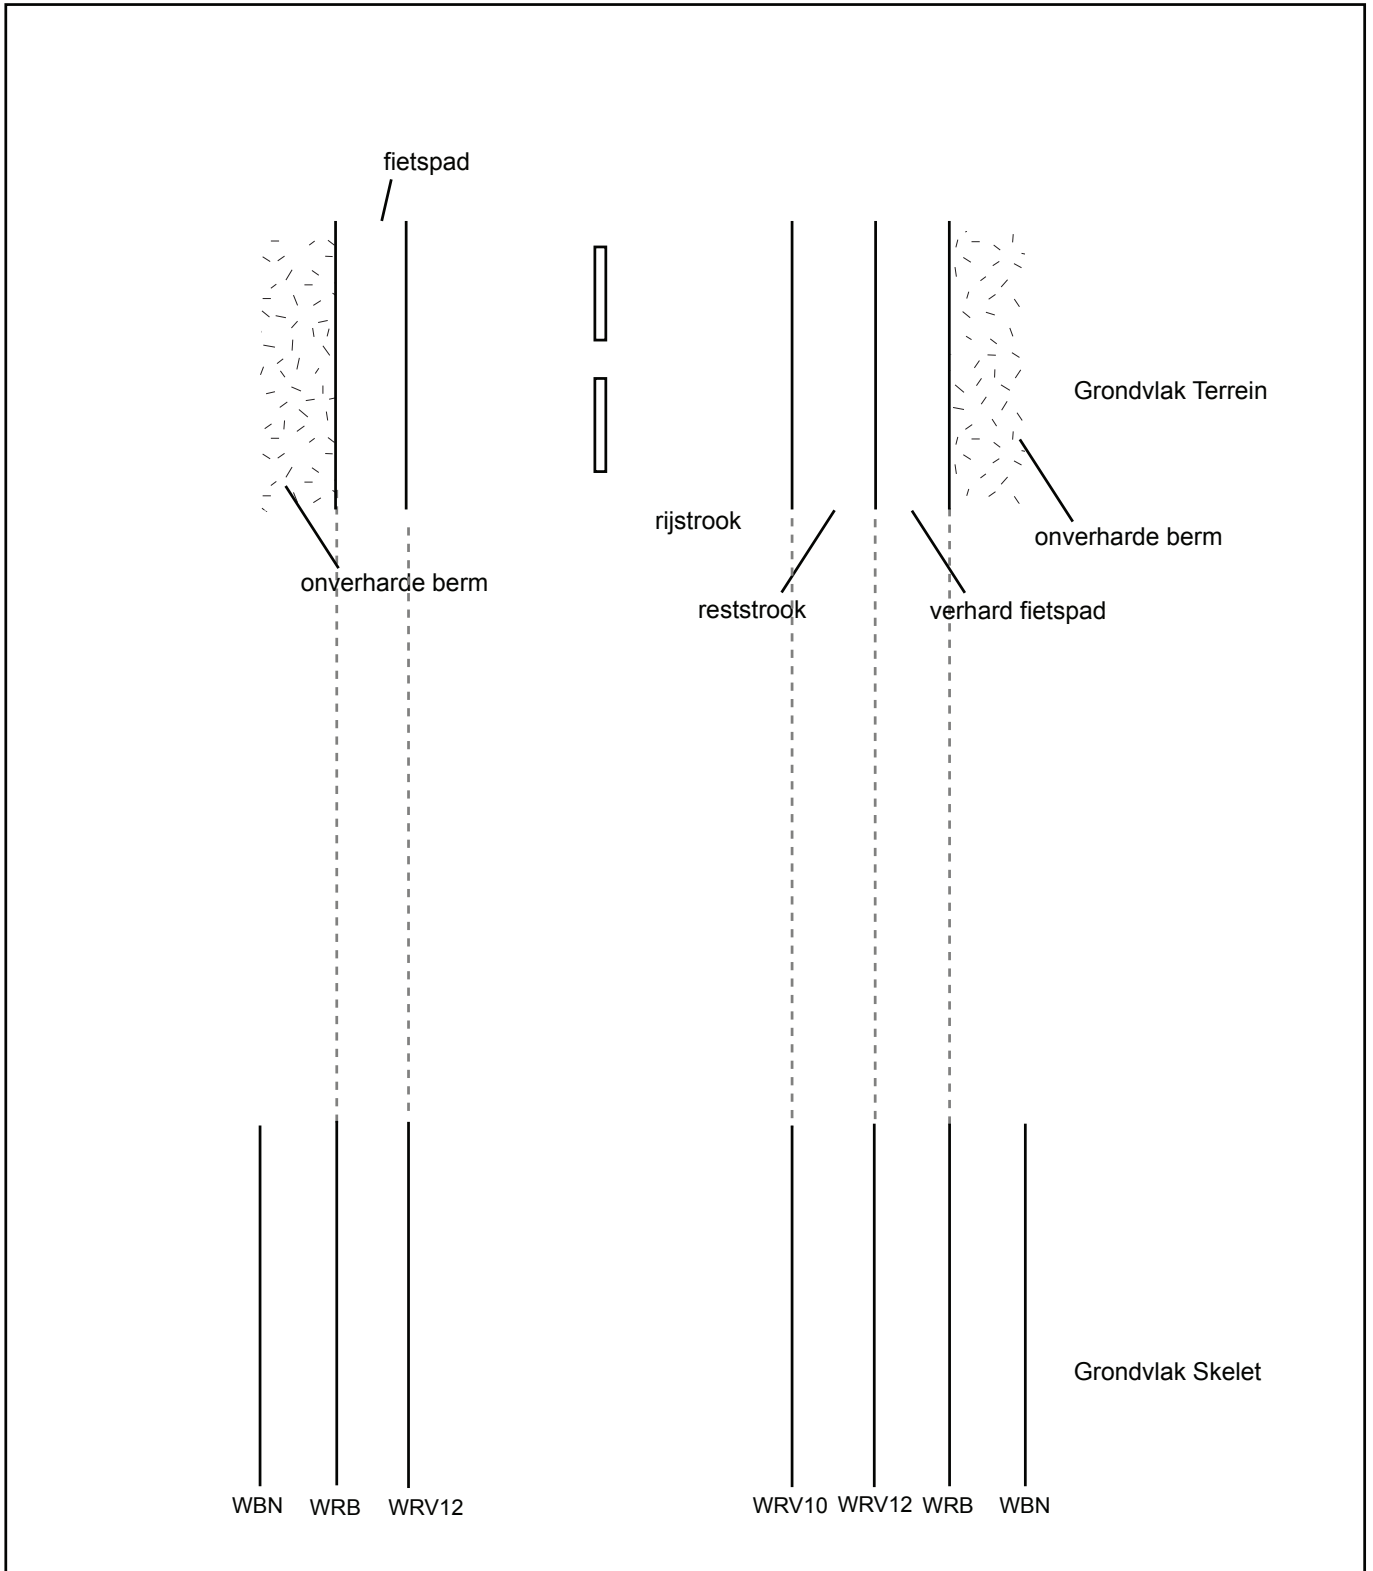 fietspad
Grondvlak Terrein
rijstrook
onverharde berm
onverharde berm
reststrook
verhard fietspad
Grondvlak Skelet
WBN WRB WRV12 WRV10 WRV12 WRB WBN